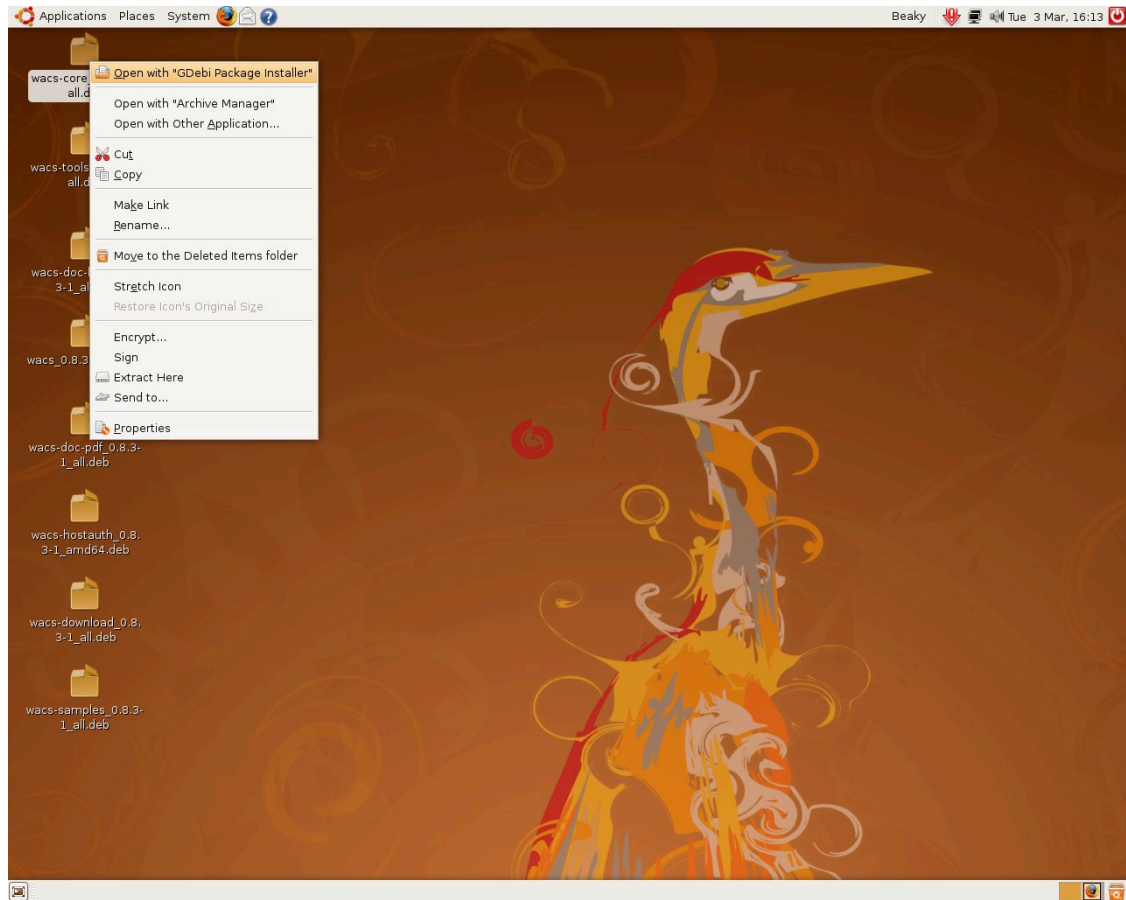 Applications Places System
Beaky Tue 3 Mar, 16:13
wacs-core
all.d
Open with "GDebi Package Installer"
Open with "Archive Manager"
Open with Other Application...
Cut
Copy
Make Link
Rename...
Move to the Deleted Items folder
Stretch Icon
Restore Icon's Original Size
Encrypt...
Sign
Extract Here
Send to...
Properties
wacs-tools
all.d
wacs-doc-
3-1_al
wacs_0.8.3
wacs-doc-pdf_0.8.3-
1_all.deb
wacs-hostauth_0.8.
3-1_amd64.deb
wacs-download_0.8.
3-1_all.deb
wacs-samples_0.8.3-
1_all.deb